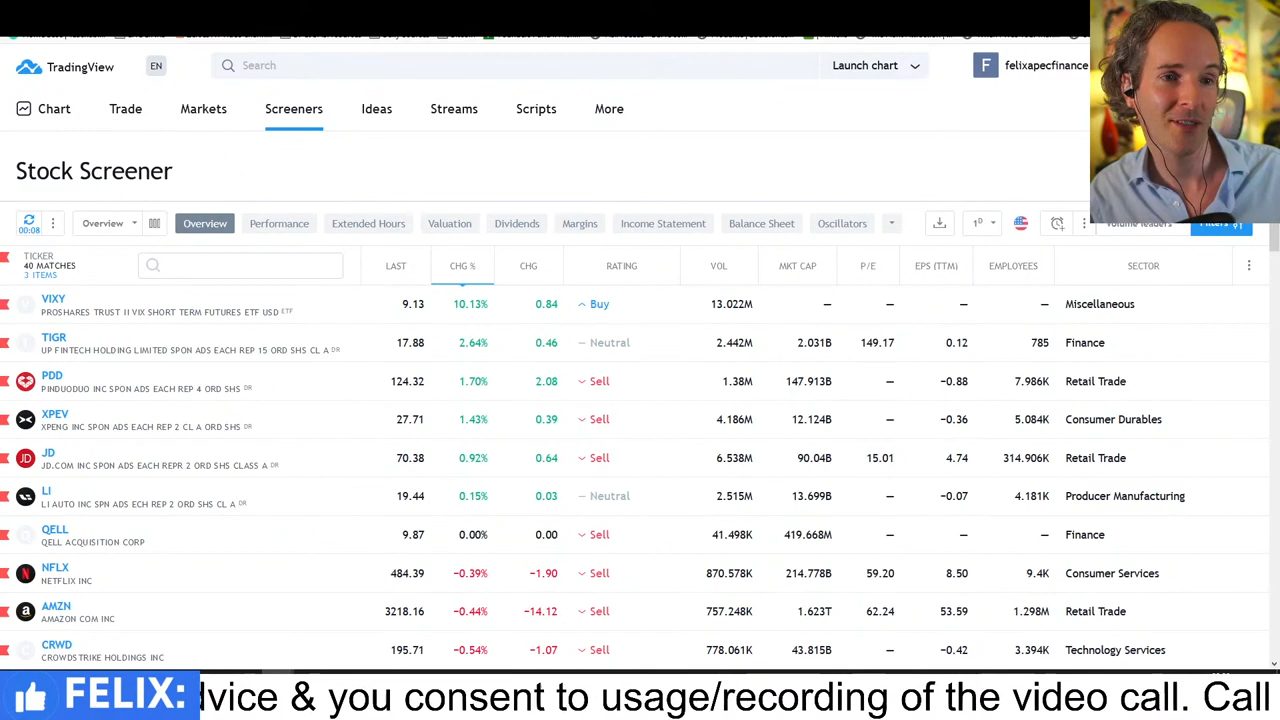 TradingView EN Search Launch chart F felixapecfinance
Chart Trade Markets Screeners Ideas Streams Scripts More
Stock Screener
00:08 Overview Overview Performance Extended Hours Valuation Dividends Margins Income Statement Balance Sheet Oscillators 1D Volume leaders Filters
TICKER
40 MATCHES
3 ITEMS
LAST CHG % CHG RATING VOL MKT CAP P/E EPS (TTM) EMPLOYEES SECTOR
VIXY 9.13 10.13% 0.84 Buy 13.022M — — — — Miscellaneous
PROSHARES TRUST II VIX SHORT TERM FUTURES ETF USD ETF
TIGR 17.88 2.64% 0.46 Neutral 2.442M 2.031B 149.17 0.12 785 Finance
UP FINTECH HOLDING LIMITED SPON ADS EACH REP 15 ORD SHS CL A DR
PDD 124.32 1.70% 2.08 Sell 1.38M 147.913B — −0.88 7.986K Retail Trade
PINDUODUO INC SPON ADS EACH REP 4 ORD SHS DR
XPEV 27.71 1.43% 0.39 Sell 4.186M 12.124B — −0.36 5.084K Consumer Durables
XPENG INC SPON ADS EACH REP 2 CL A ORD SHS DR
JD JD 70.38 0.92% 0.64 Sell 6.538M 90.04B 15.01 4.74 314.906K Retail Trade
JD.COM INC SPON ADS EACH REPR 2 ORD SHS CLASS A DR
LI 19.44 0.15% 0.03 Neutral 2.515M 13.699B — −0.07 4.181K Producer Manufacturing
LI AUTO INC SPN ADS ECH REP 2 ORD SHS CL A DR
QELL 9.87 0.00% 0.00 Sell 41.498K 419.668M — — — Finance
QELL ACQUISITION CORP
NFLX 484.39 −0.39% −1.90 Sell 870.578K 214.778B 59.20 8.50 9.4K Consumer Services
NETFLIX INC
AMZN 3218.16 −0.44% −14.12 Sell 757.248K 1.623T 62.24 53.59 1.298M Retail Trade
AMAZON COM INC
CRWD 195.71 −0.54% −1.07 Sell 778.061K 43.815B — −0.42 3.394K Technology Services
CROWDSTRIKE HOLDINGS INC
FELIX: dvice & you consent to usage/recording of the video call. Call